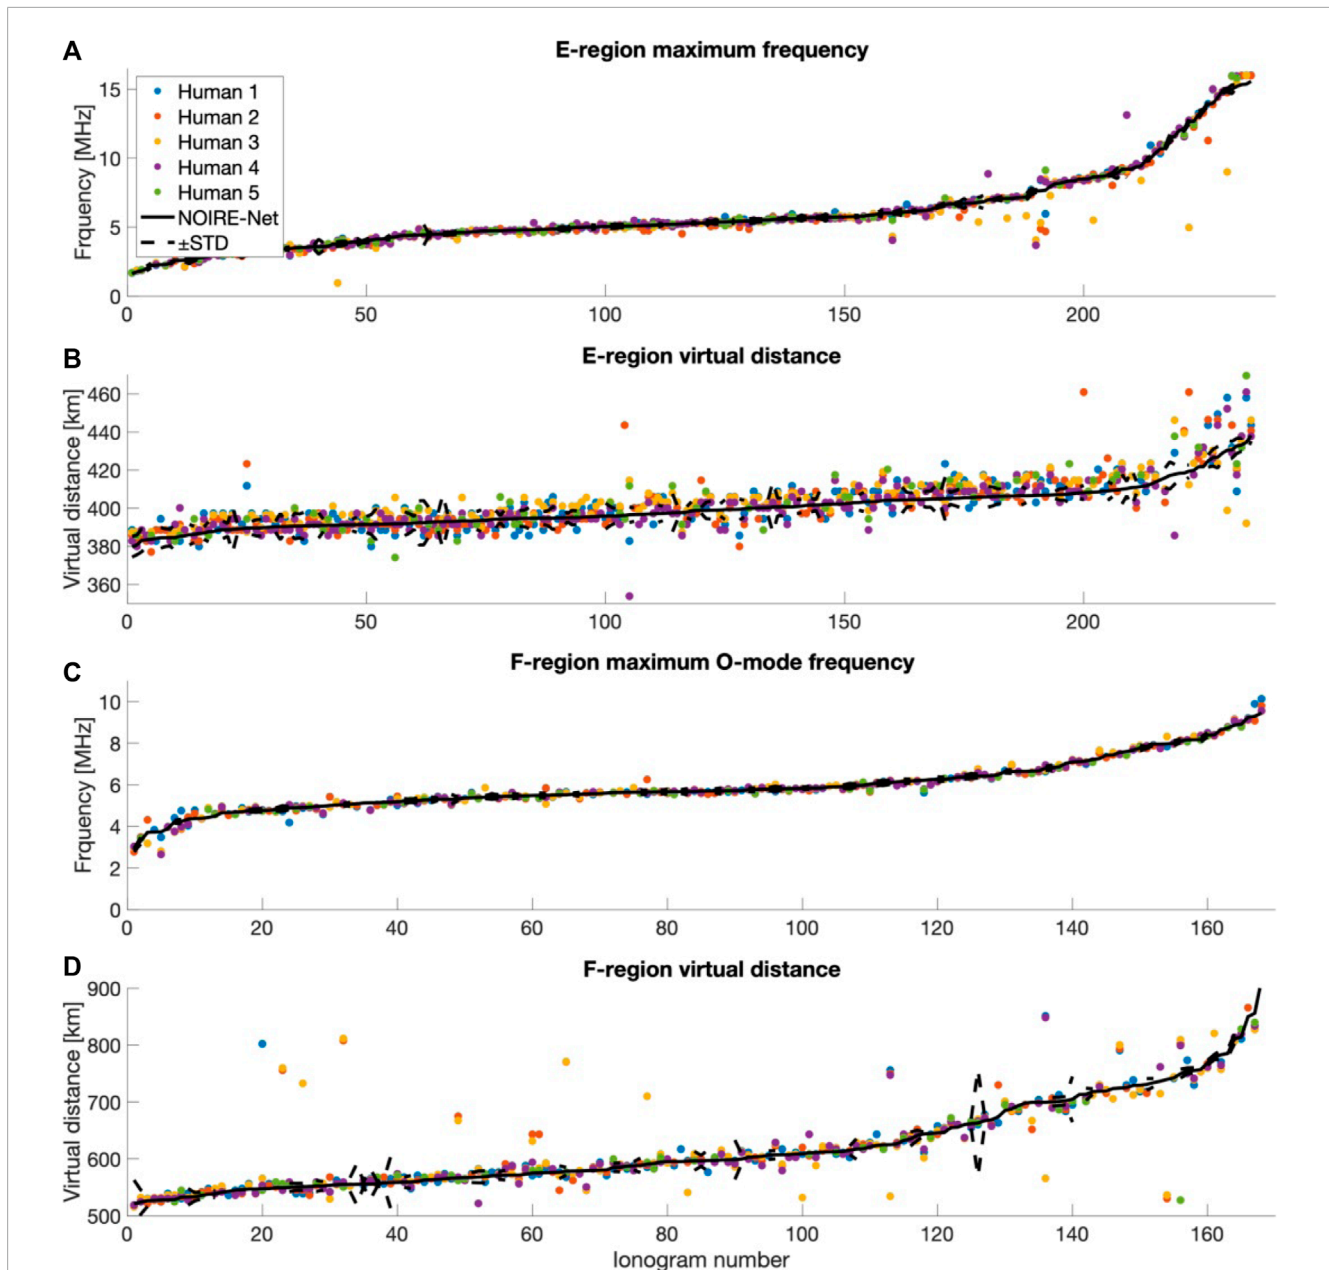 A
E-region maximum frequency
Frquency [MHz]
15
10
5
0
Human 1
Human 2
Human 3
Human 4
Human 5
NOIRE-Net
±STD
0 50 100 150 200
B
E-region virtual distance
Virtual distance [km]
460
440
420
400
380
360
0 50 100 150 200
C
F-region maximum O-mode frequency
Frquency [MHz]
10
8
6
4
2
0
0 20 40 60 80 100 120 140 160
D
F-region virtual distance
Virtual distance [km]
900
800
700
600
500
0 20 40 60 80 100 120 140 160
Ionogram number